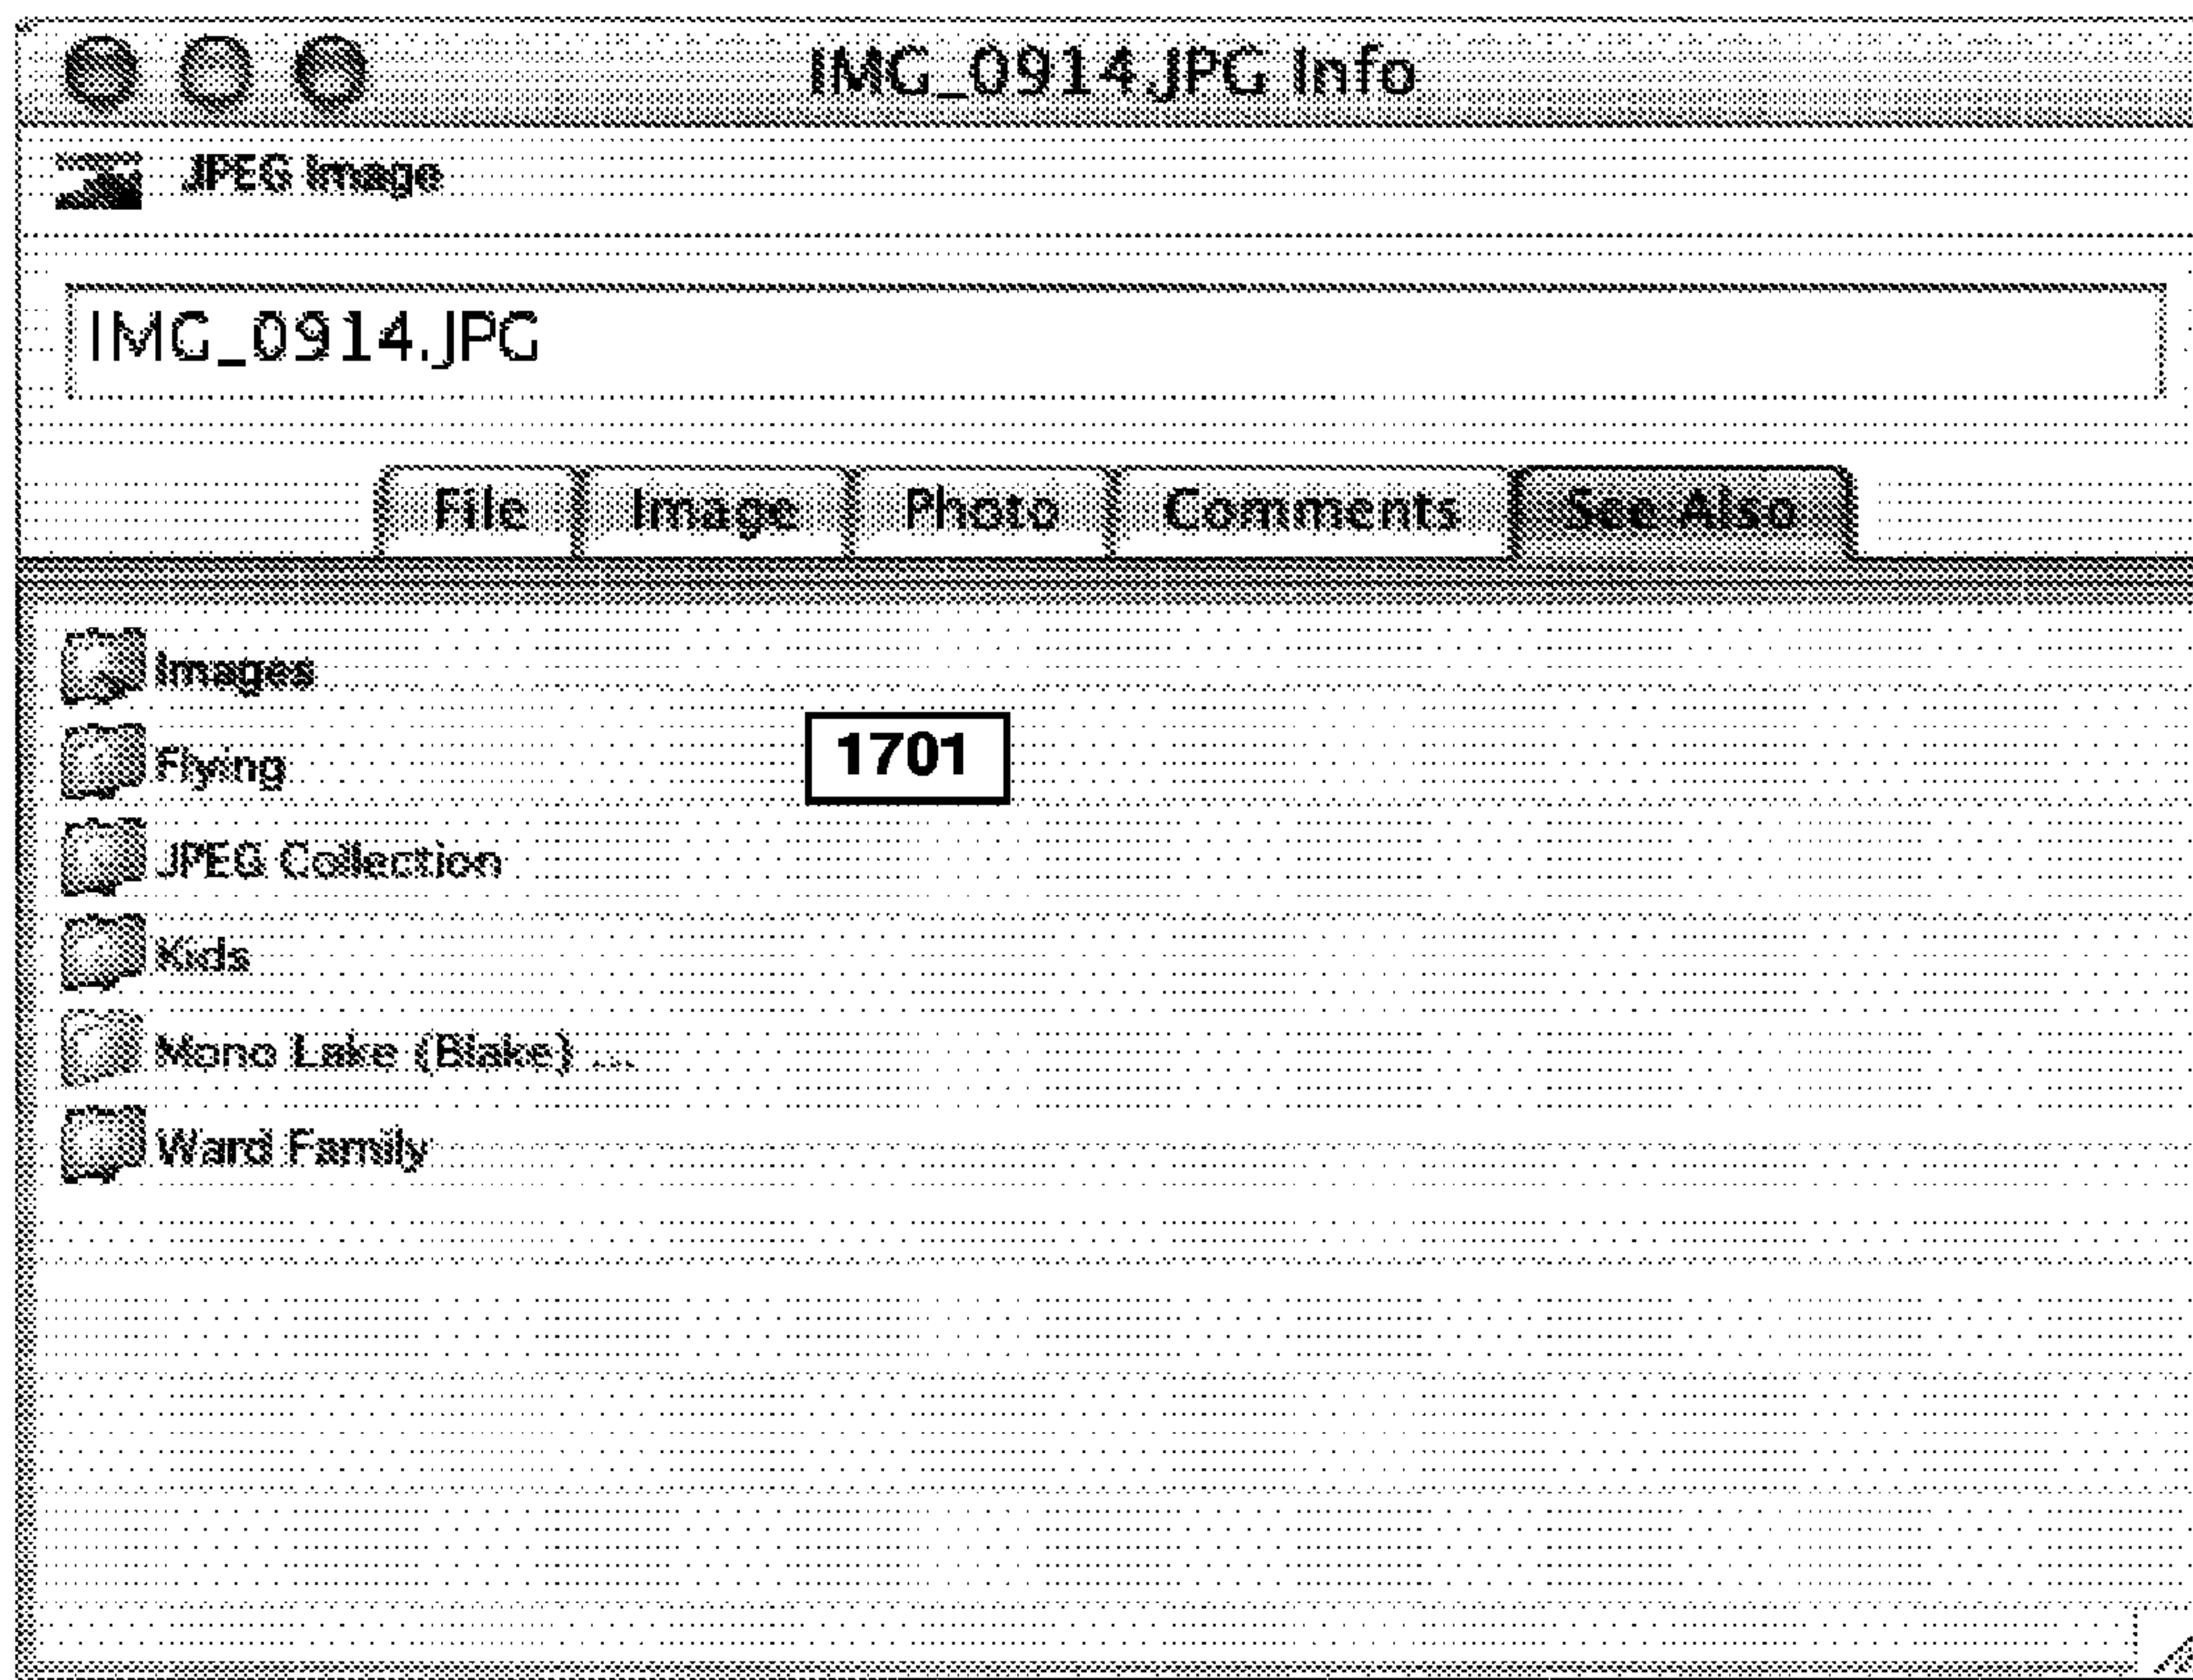 IMG_0914.JPG Info
JPEG Image
IMG_0914.JPG
File Image Photo Comments See Also
Images
Flying
1701
JPEG Collection
Kids
Mono Lake (Blake) ...
Ward Family